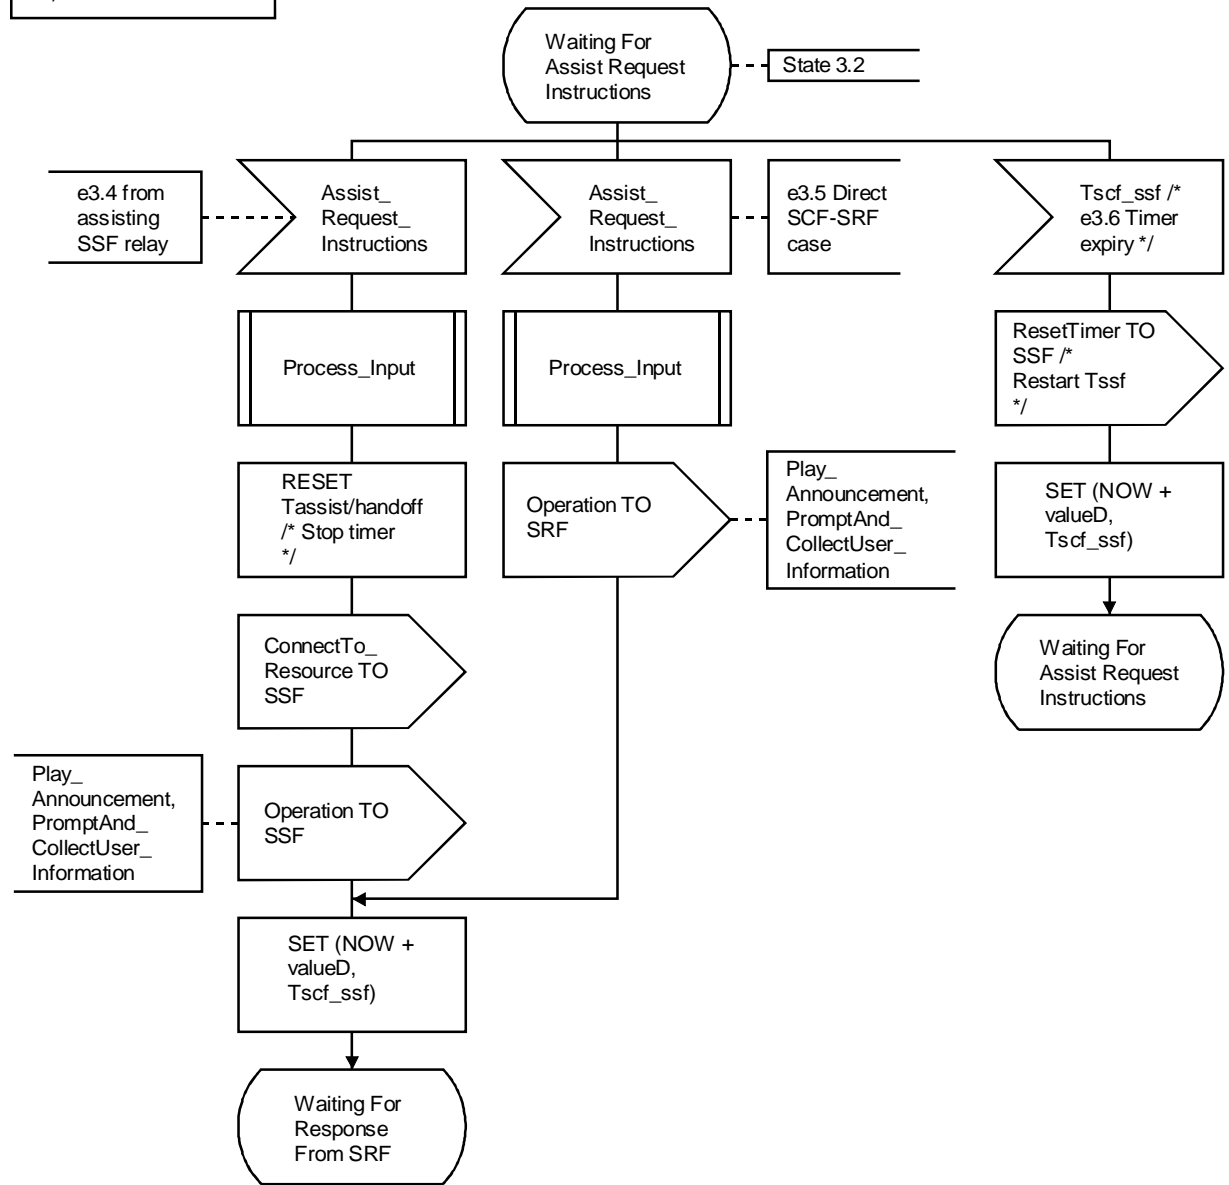 Waiting For
Assist Request
Instructions
State 3.2
e3.4 from
assisting
SSF relay
Assist_
Request_
Instructions
Assist_
Request_
Instructions
e3.5 Direct
SCF-SRF
case
Tscf_ssf /*
e3.6 Timer
expiry */
Process_Input
Process_Input
ResetTimer TO
SSF /*
Restart Tssf
*/
RESET
Tassist/handoff
/* Stop timer
*/
Operation TO
SRF
Play_
Announcement,
PromptAnd_
CollectUser_
Information
SET (NOW +
valueD,
Tscf_ssf)
ConnectTo_
Resource TO
SSF
Waiting For
Assist Request
Instructions
Play_
Announcement,
PromptAnd_
CollectUser_
Information
Operation TO
SSF
SET (NOW +
valueD,
Tscf_ssf)
Waiting For
Response
From SRF